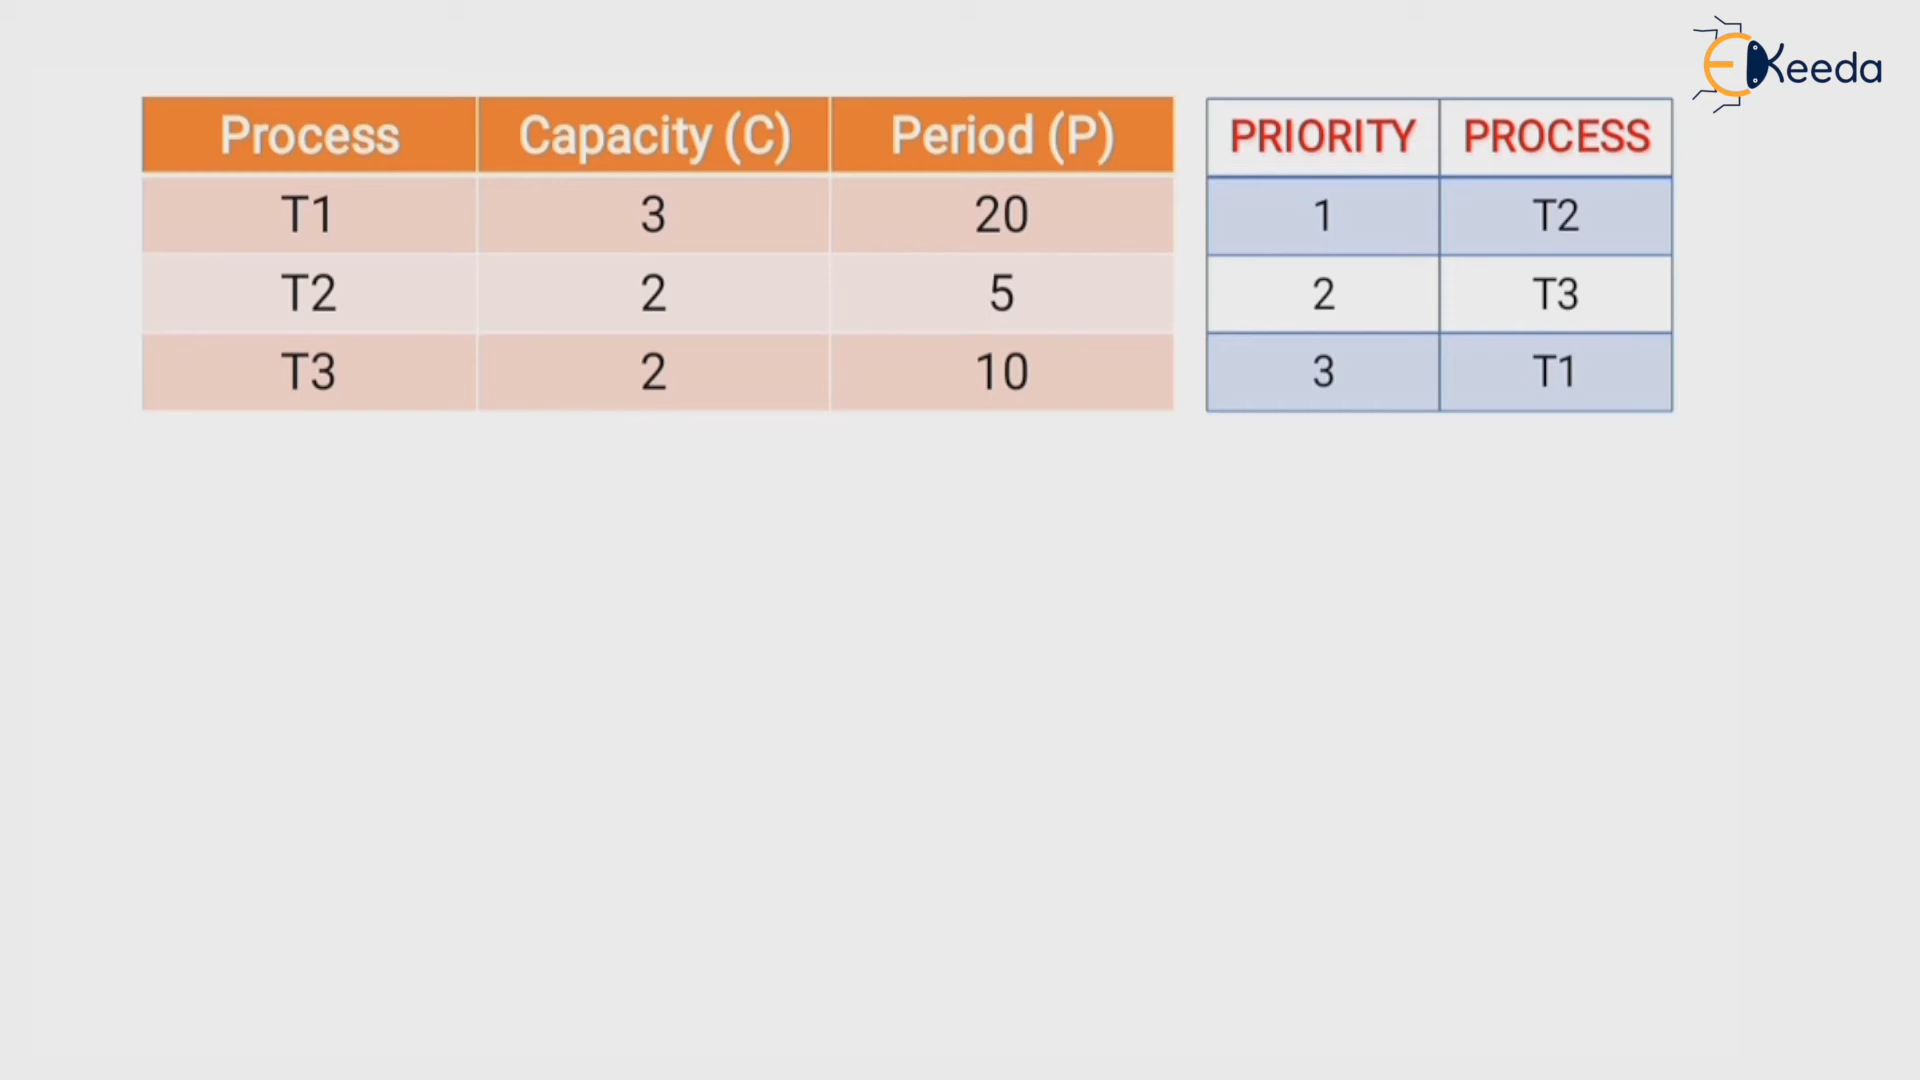 EKeeda
Process Capacity (C) Period (P) PRIORITY PROCESS
T1 3 20 1 T2
T2 2 5 2 T3
T3 2 10 3 T1